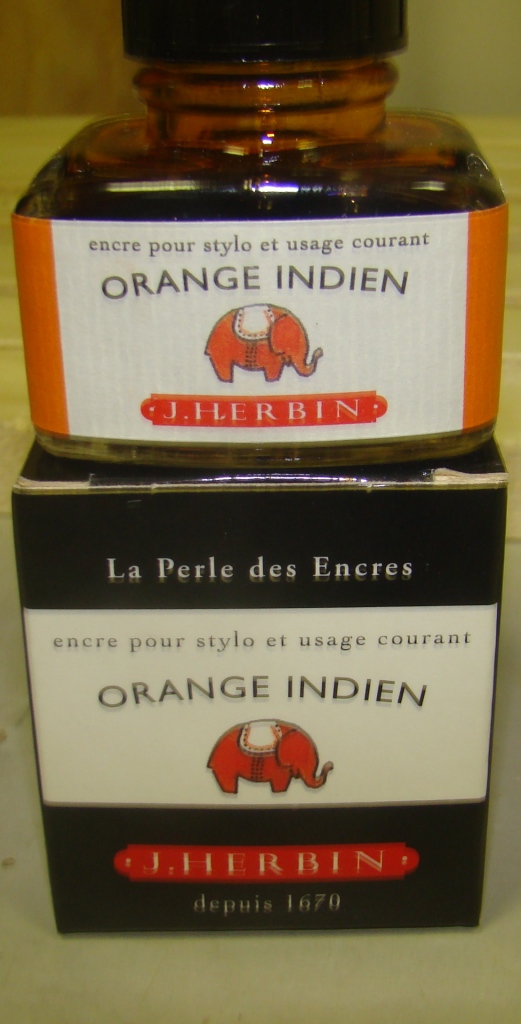 encre pour stylo et usage courant
ORANGE INDIEN
J.HERBIN
La Perle des Encres
encre pour stylo et usage courant
ORANGE INDIEN
J.HERBIN
depuis 1670